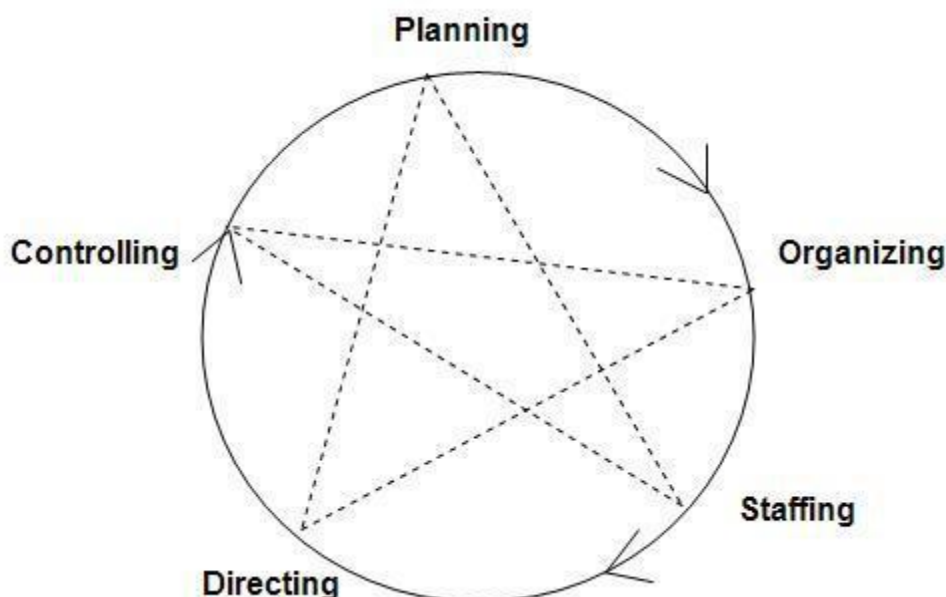 Planning
Controlling
Organizing
Staffing
Directing